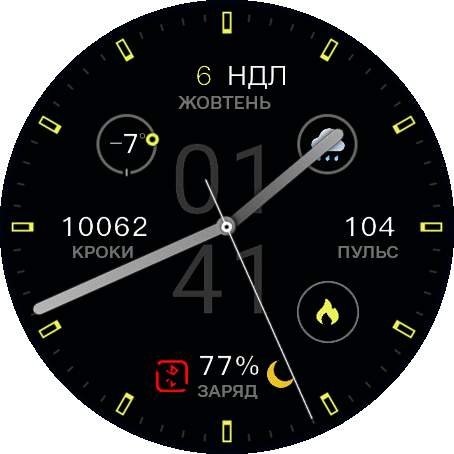 6 НДЛ
ЖОВТЕНЬ
-7°
01
10062
КРОКИ
104
ПУЛЬС
41
77%
ЗАРЯД